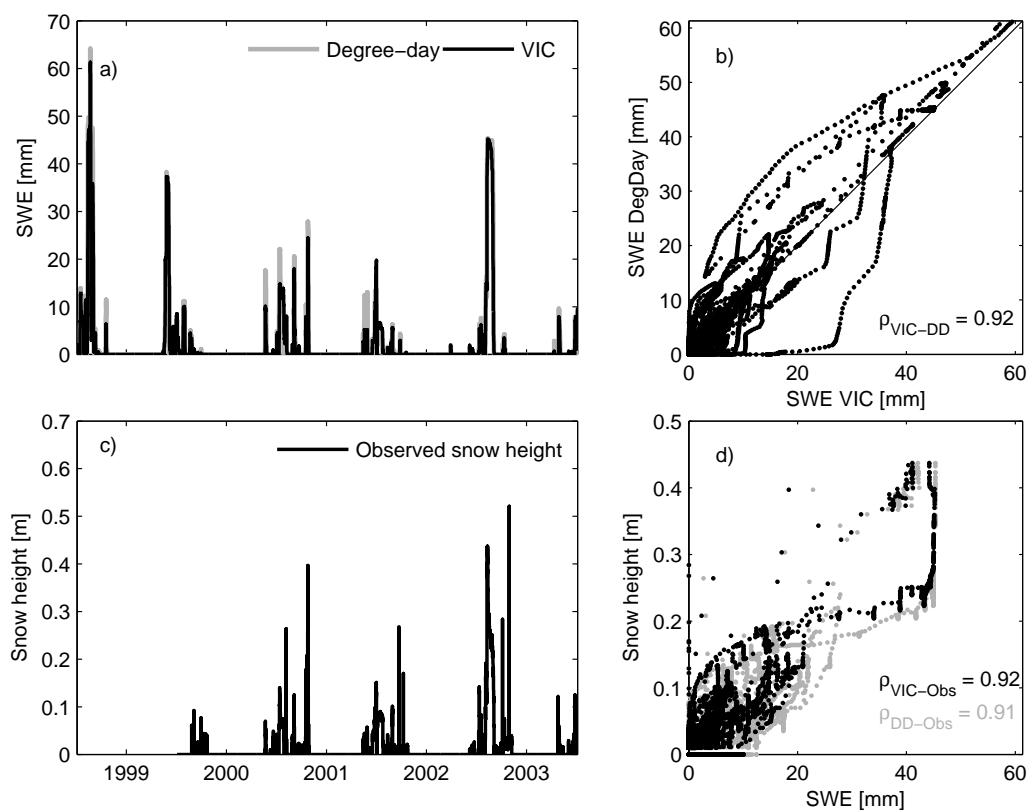 70
60
50
40
30
20
10
0
SWE [mm]
a)
Degree−day
VIC
60
50
40
30
20
10
0
SWE DegDay [mm]
b)
ρVIC−DD = 0.92
0 20 40 60
SWE VIC [mm]
0.7
0.6
0.5
0.4
0.3
0.2
0.1
0
Snow height [m]
c)
Observed snow height
1999 2000 2001 2002 2003
0.5
0.4
0.3
0.2
0.1
0
Snow height [m]
d)
ρVIC−Obs = 0.92
ρDD−Obs = 0.91
0 20 40 60
SWE [mm]